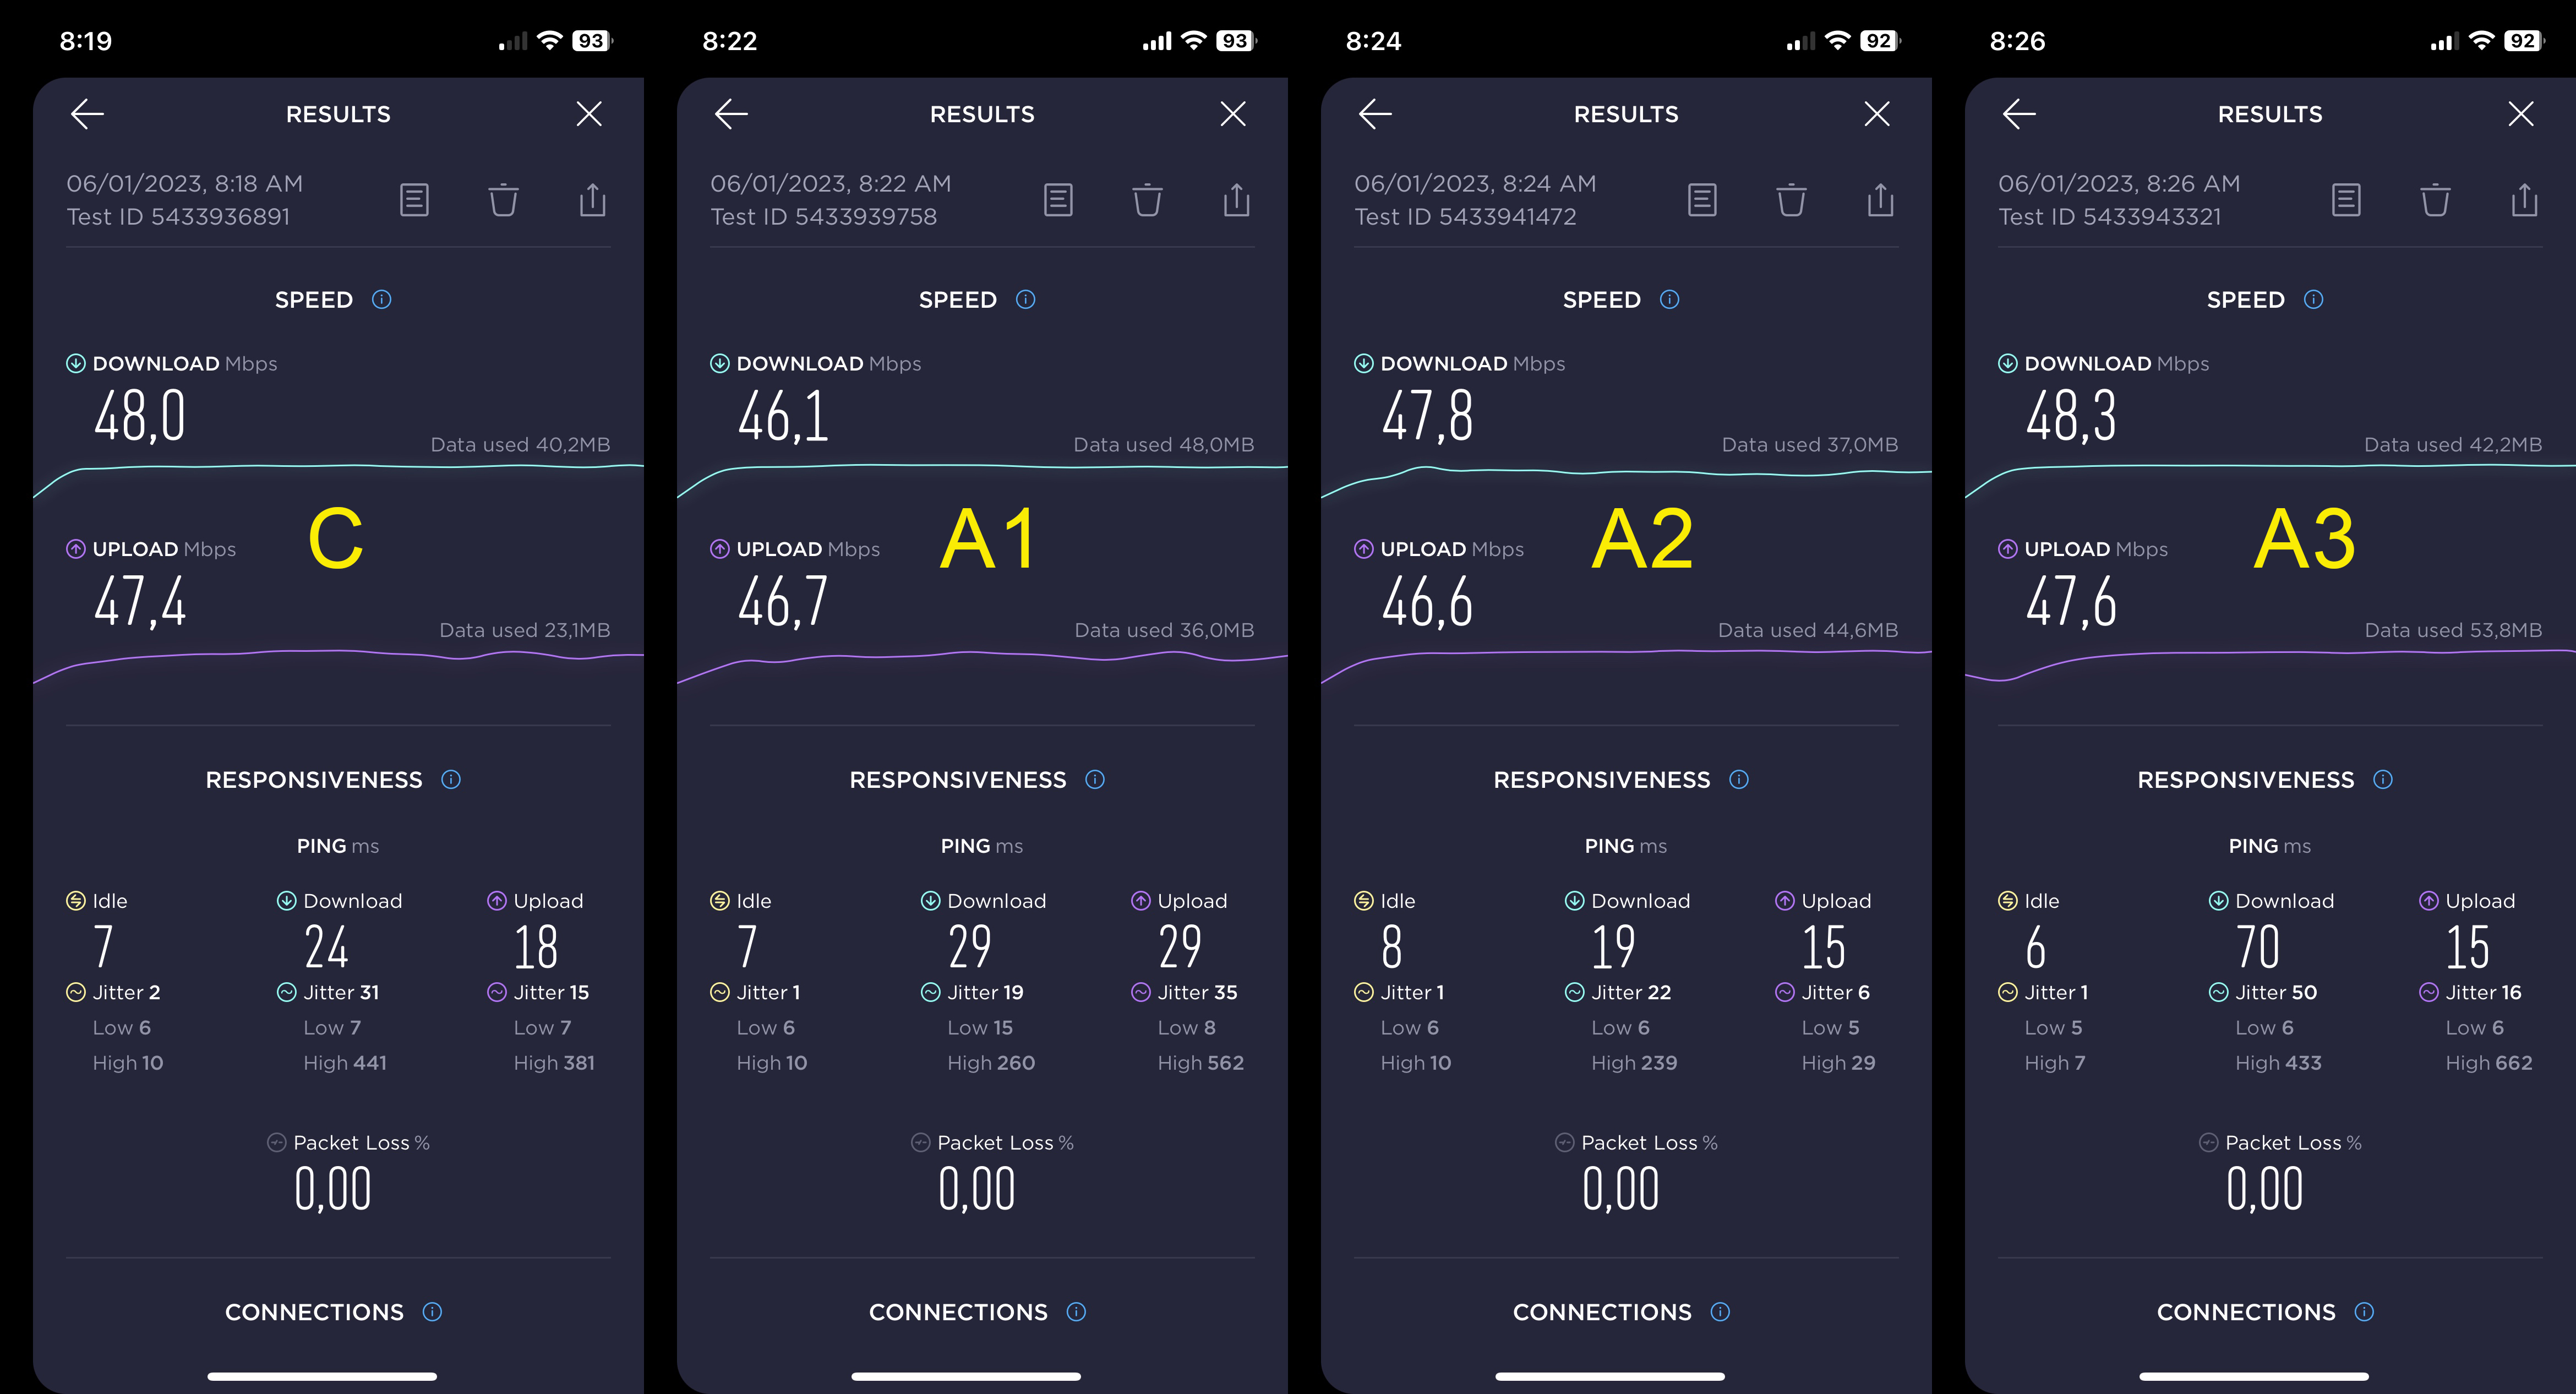 8:19
93
RESULTS
06/01/2023, 8:18 AM
Test ID 5433936891
SPEED
DOWNLOAD Mbps
48,0
Data used 40,2MB
C
UPLOAD Mbps
47,4
Data used 23,1MB
RESPONSIVENESS
PING ms
Idle Download Upload
7 24 18
Jitter 2 Jitter 31 Jitter 15
Low 6 Low 7 Low 7
High 10 High 441 High 381
Packet Loss %
0,00
CONNECTIONS
8:22
93
RESULTS
06/01/2023, 8:22 AM
Test ID 5433939758
SPEED
DOWNLOAD Mbps
46,1
Data used 48,0MB
A1
UPLOAD Mbps
46,7
Data used 36,0MB
RESPONSIVENESS
PING ms
Idle Download Upload
7 29 29
Jitter 1 Jitter 19 Jitter 35
Low 6 Low 15 Low 8
High 10 High 260 High 562
Packet Loss %
0,00
CONNECTIONS
8:24
92
RESULTS
06/01/2023, 8:24 AM
Test ID 5433941472
SPEED
DOWNLOAD Mbps
47,8
Data used 37,0MB
A2
UPLOAD Mbps
46,6
Data used 44,6MB
RESPONSIVENESS
PING ms
Idle Download Upload
8 19 15
Jitter 1 Jitter 22 Jitter 6
Low 6 Low 6 Low 5
High 10 High 239 High 29
Packet Loss %
0,00
CONNECTIONS
8:26
92
RESULTS
06/01/2023, 8:26 AM
Test ID 5433943321
SPEED
DOWNLOAD Mbps
48,3
Data used 42,2MB
A3
UPLOAD Mbps
47,6
Data used 53,8MB
RESPONSIVENESS
PING ms
Idle Download Upload
6 70 15
Jitter 1 Jitter 50 Jitter 16
Low 5 Low 6 Low 6
High 7 High 433 High 662
Packet Loss %
0,00
CONNECTIONS